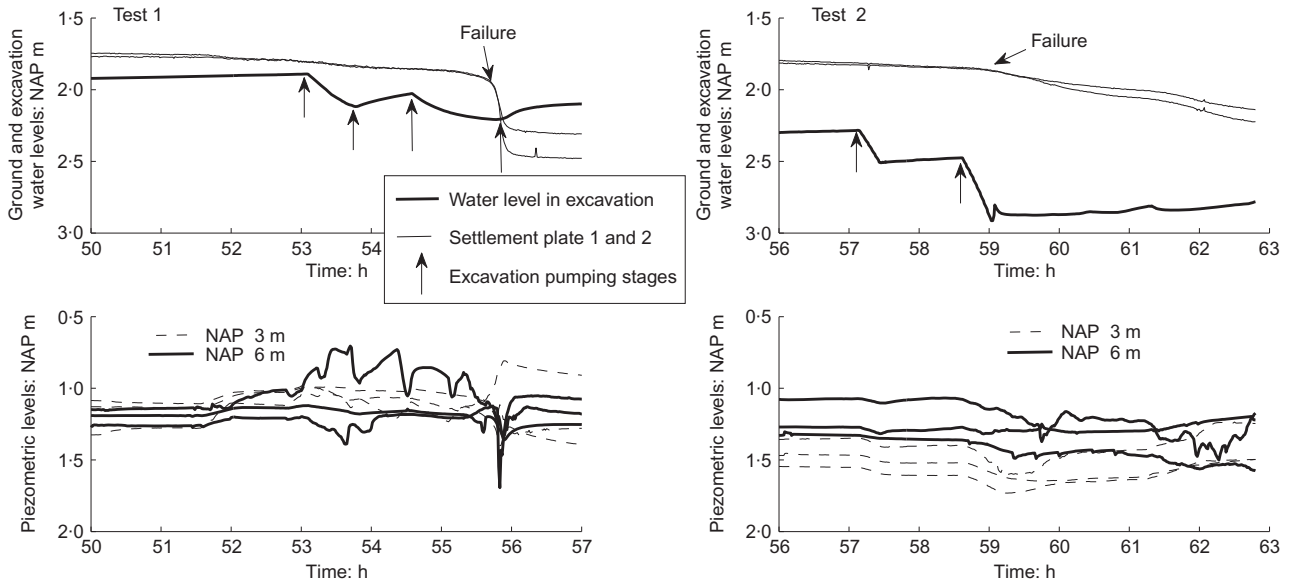 Test 1
Ground and excavation
water levels: NAP m
1·5
2·0
2·5
3·0
Failure
50
51
52
53
54
55
56
57
Time: h
Water level in excavation
Settlement plate 1 and 2
Excavation pumping stages
Test 2
Ground and excavation
water levels: NAP m
1·5
2·0
2·5
3·0
Failure
56
57
58
59
60
61
62
63
Time: h
Piezometric levels: NAP m
0·5
1·0
1·5
2·0
NAP 3 m
NAP 6 m
50
51
52
53
54
55
56
57
Time: h
Piezometric levels: NAP m
0·5
1·0
1·5
2·0
NAP 3 m
NAP 6 m
56
57
58
59
60
61
62
63
Time: h